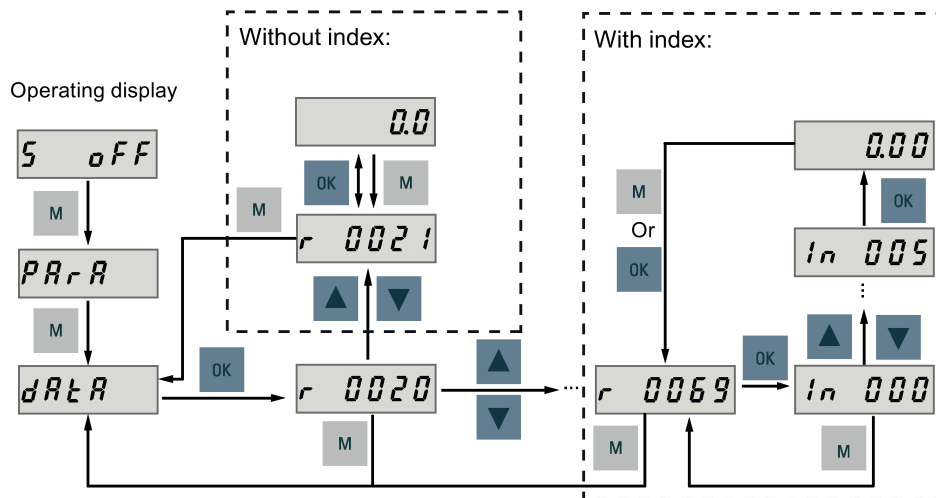 Without index:
With index:
Operating display
0.0
0.00
S oFF
OK
M
OK
M
M
M
r 0021
Or
In 005
PArA
OK
M
OK
OK
dAtA
r 0020
r 0069
In 000
M
M
M